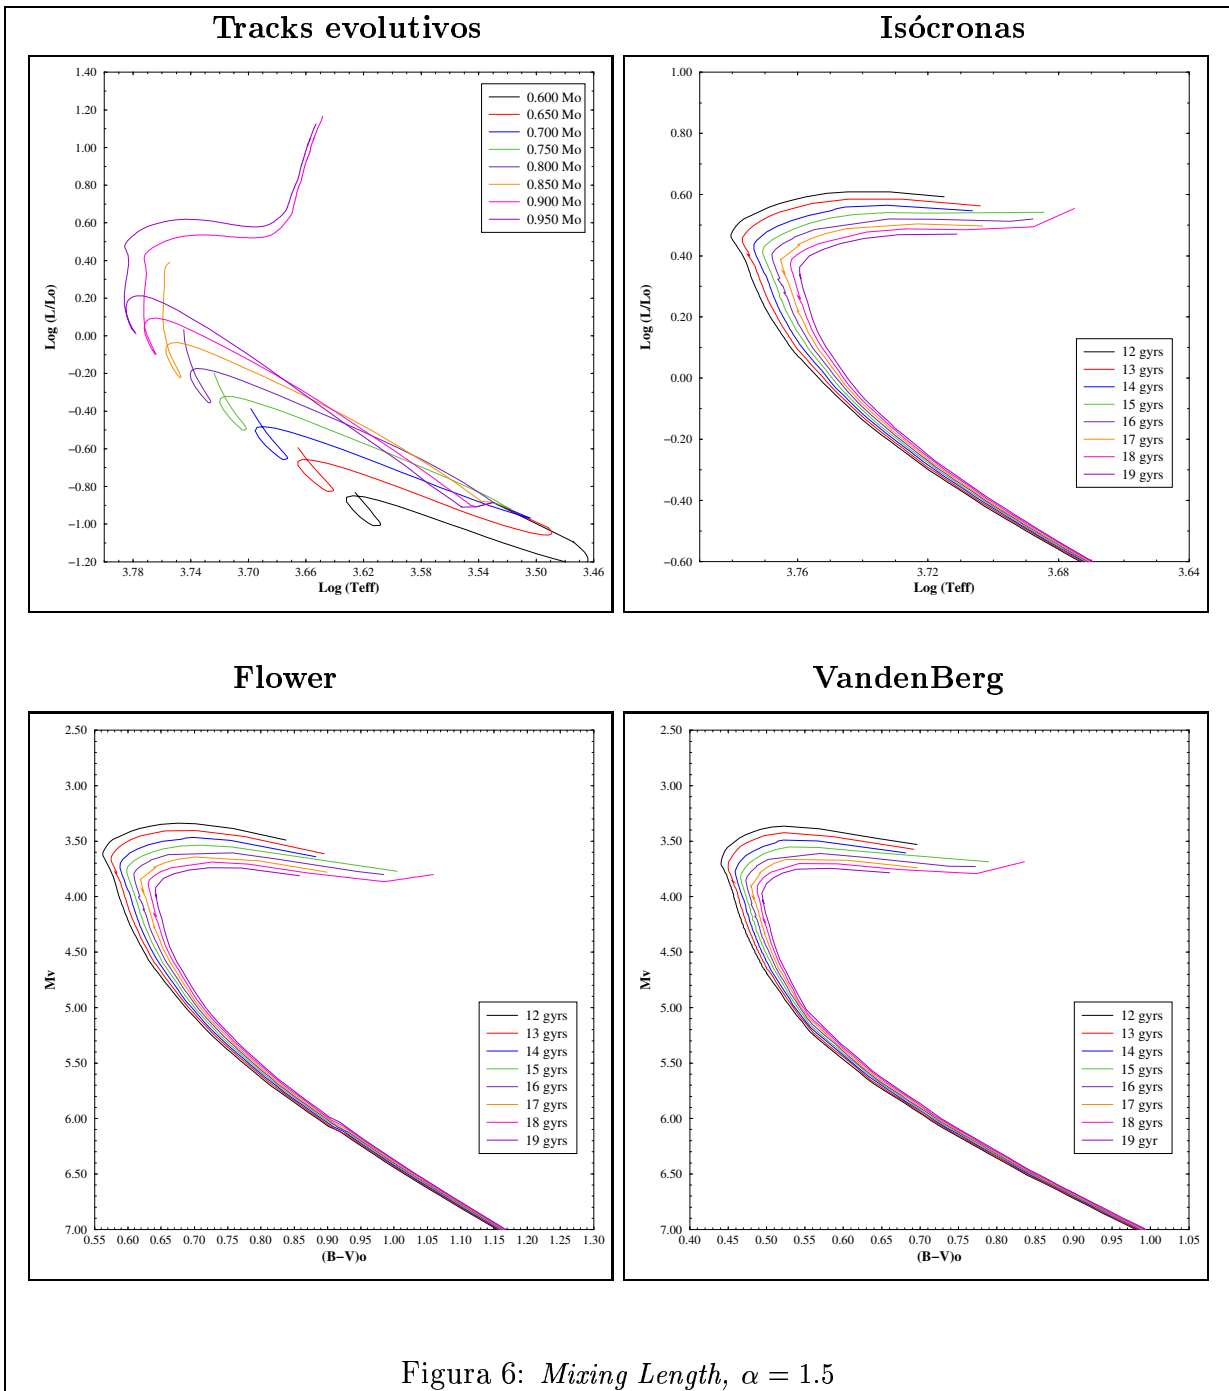 Tracks evolutivos
1.40
1.20
1.00
0.80
0.60
0.40
0.20
0.00
−0.20
−0.40
−0.60
−0.80
−1.00
−1.20
Log (L/Lo)
3.78 3.74 3.70 3.66 3.62 3.58 3.54 3.50 3.46
Log (Teff)
0.600 Mo
0.650 Mo
0.700 Mo
0.750 Mo
0.800 Mo
0.850 Mo
0.900 Mo
0.950 Mo
Isócronas
1.00
0.80
0.60
0.40
0.20
0.00
−0.20
−0.40
−0.60
Log (L/Lo)
3.76 3.72 3.68 3.64
Log (Teff)
12 gyrs
13 gyrs
14 gyrs
15 gyrs
16 gyrs
17 gyrs
18 gyrs
19 gyrs
Flower
2.50
3.00
3.50
4.00
4.50
5.00
5.50
6.00
6.50
7.00
Mv
0.55 0.60 0.65 0.70 0.75 0.80 0.85 0.90 0.95 1.00 1.05 1.10 1.15 1.20 1.25 1.30
(B−V)o
12 gyrs
13 gyrs
14 gyrs
15 gyrs
16 gyrs
17 gyrs
18 gyrs
19 gyrs
VandenBerg
2.50
3.00
3.50
4.00
4.50
5.00
5.50
6.00
6.50
7.00
Mv
0.40 0.45 0.50 0.55 0.60 0.65 0.70 0.75 0.80 0.85 0.90 0.95 1.00 1.05
(B−V)o
12 gyrs
13 gyrs
14 gyrs
15 gyrs
16 gyrs
17 gyrs
18 gyrs
19 gyr
Figura 6: Mixing Length, α = 1.5